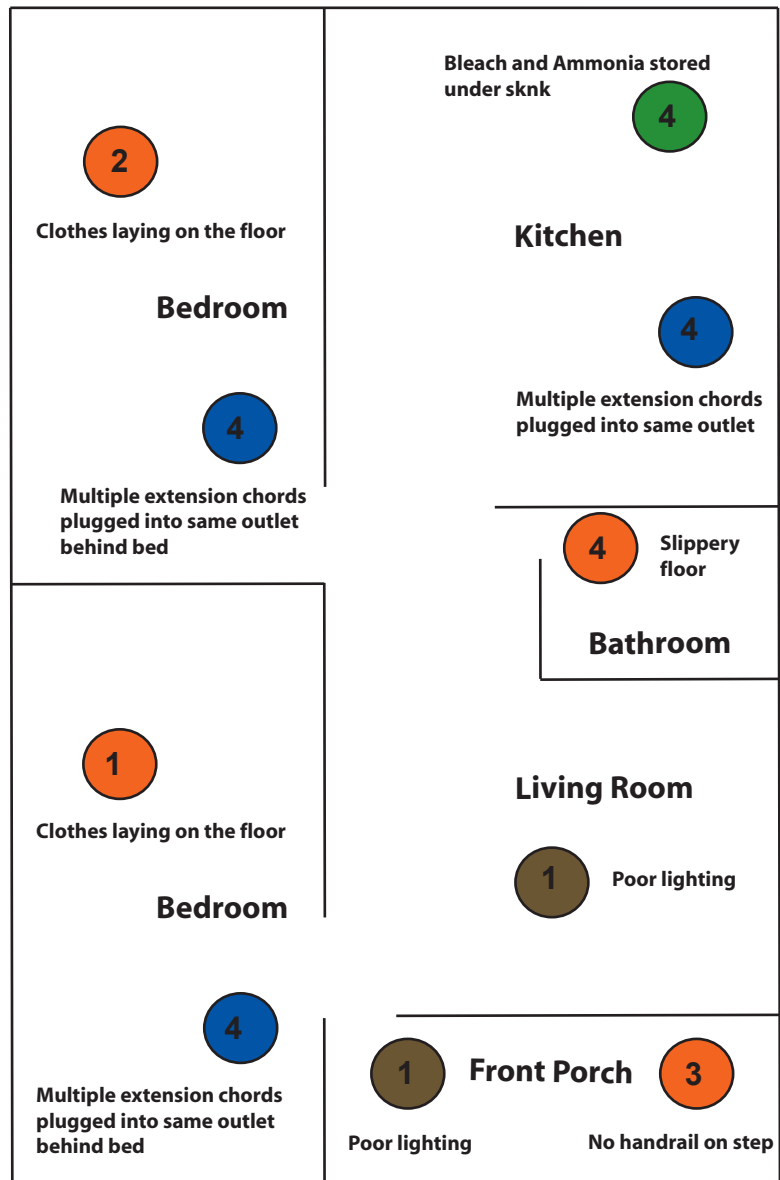 Bleach and Ammonia stored
under sknk
4
2
Clothes laying on the floor
Kitchen
Bedroom
4
Multiple extension chords
plugged into same outlet
4
Multiple extension chords
plugged into same outlet
behind bed
4
Slippery
floor
Bathroom
1
Clothes laying on the floor
Living Room
1
Poor lighting
Bedroom
4
Multiple extension chords
plugged into same outlet
behind bed
1
Poor lighting
Front Porch
3
No handrail on step